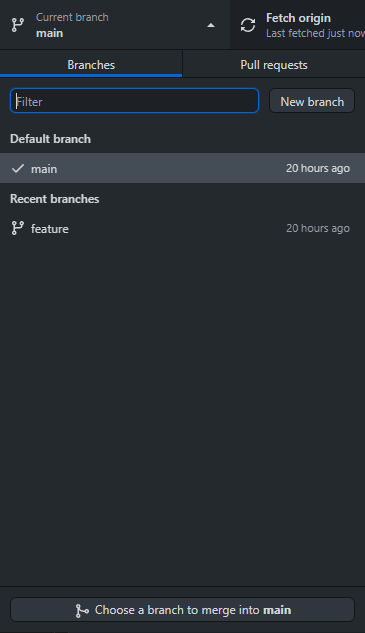 Current branch
main
Fetch origin
Last fetched just now
Branches
Pull requests
Filter
New branch
Default branch
main
20 hours ago
Recent branches
feature
20 hours ago
Choose a branch to merge into main